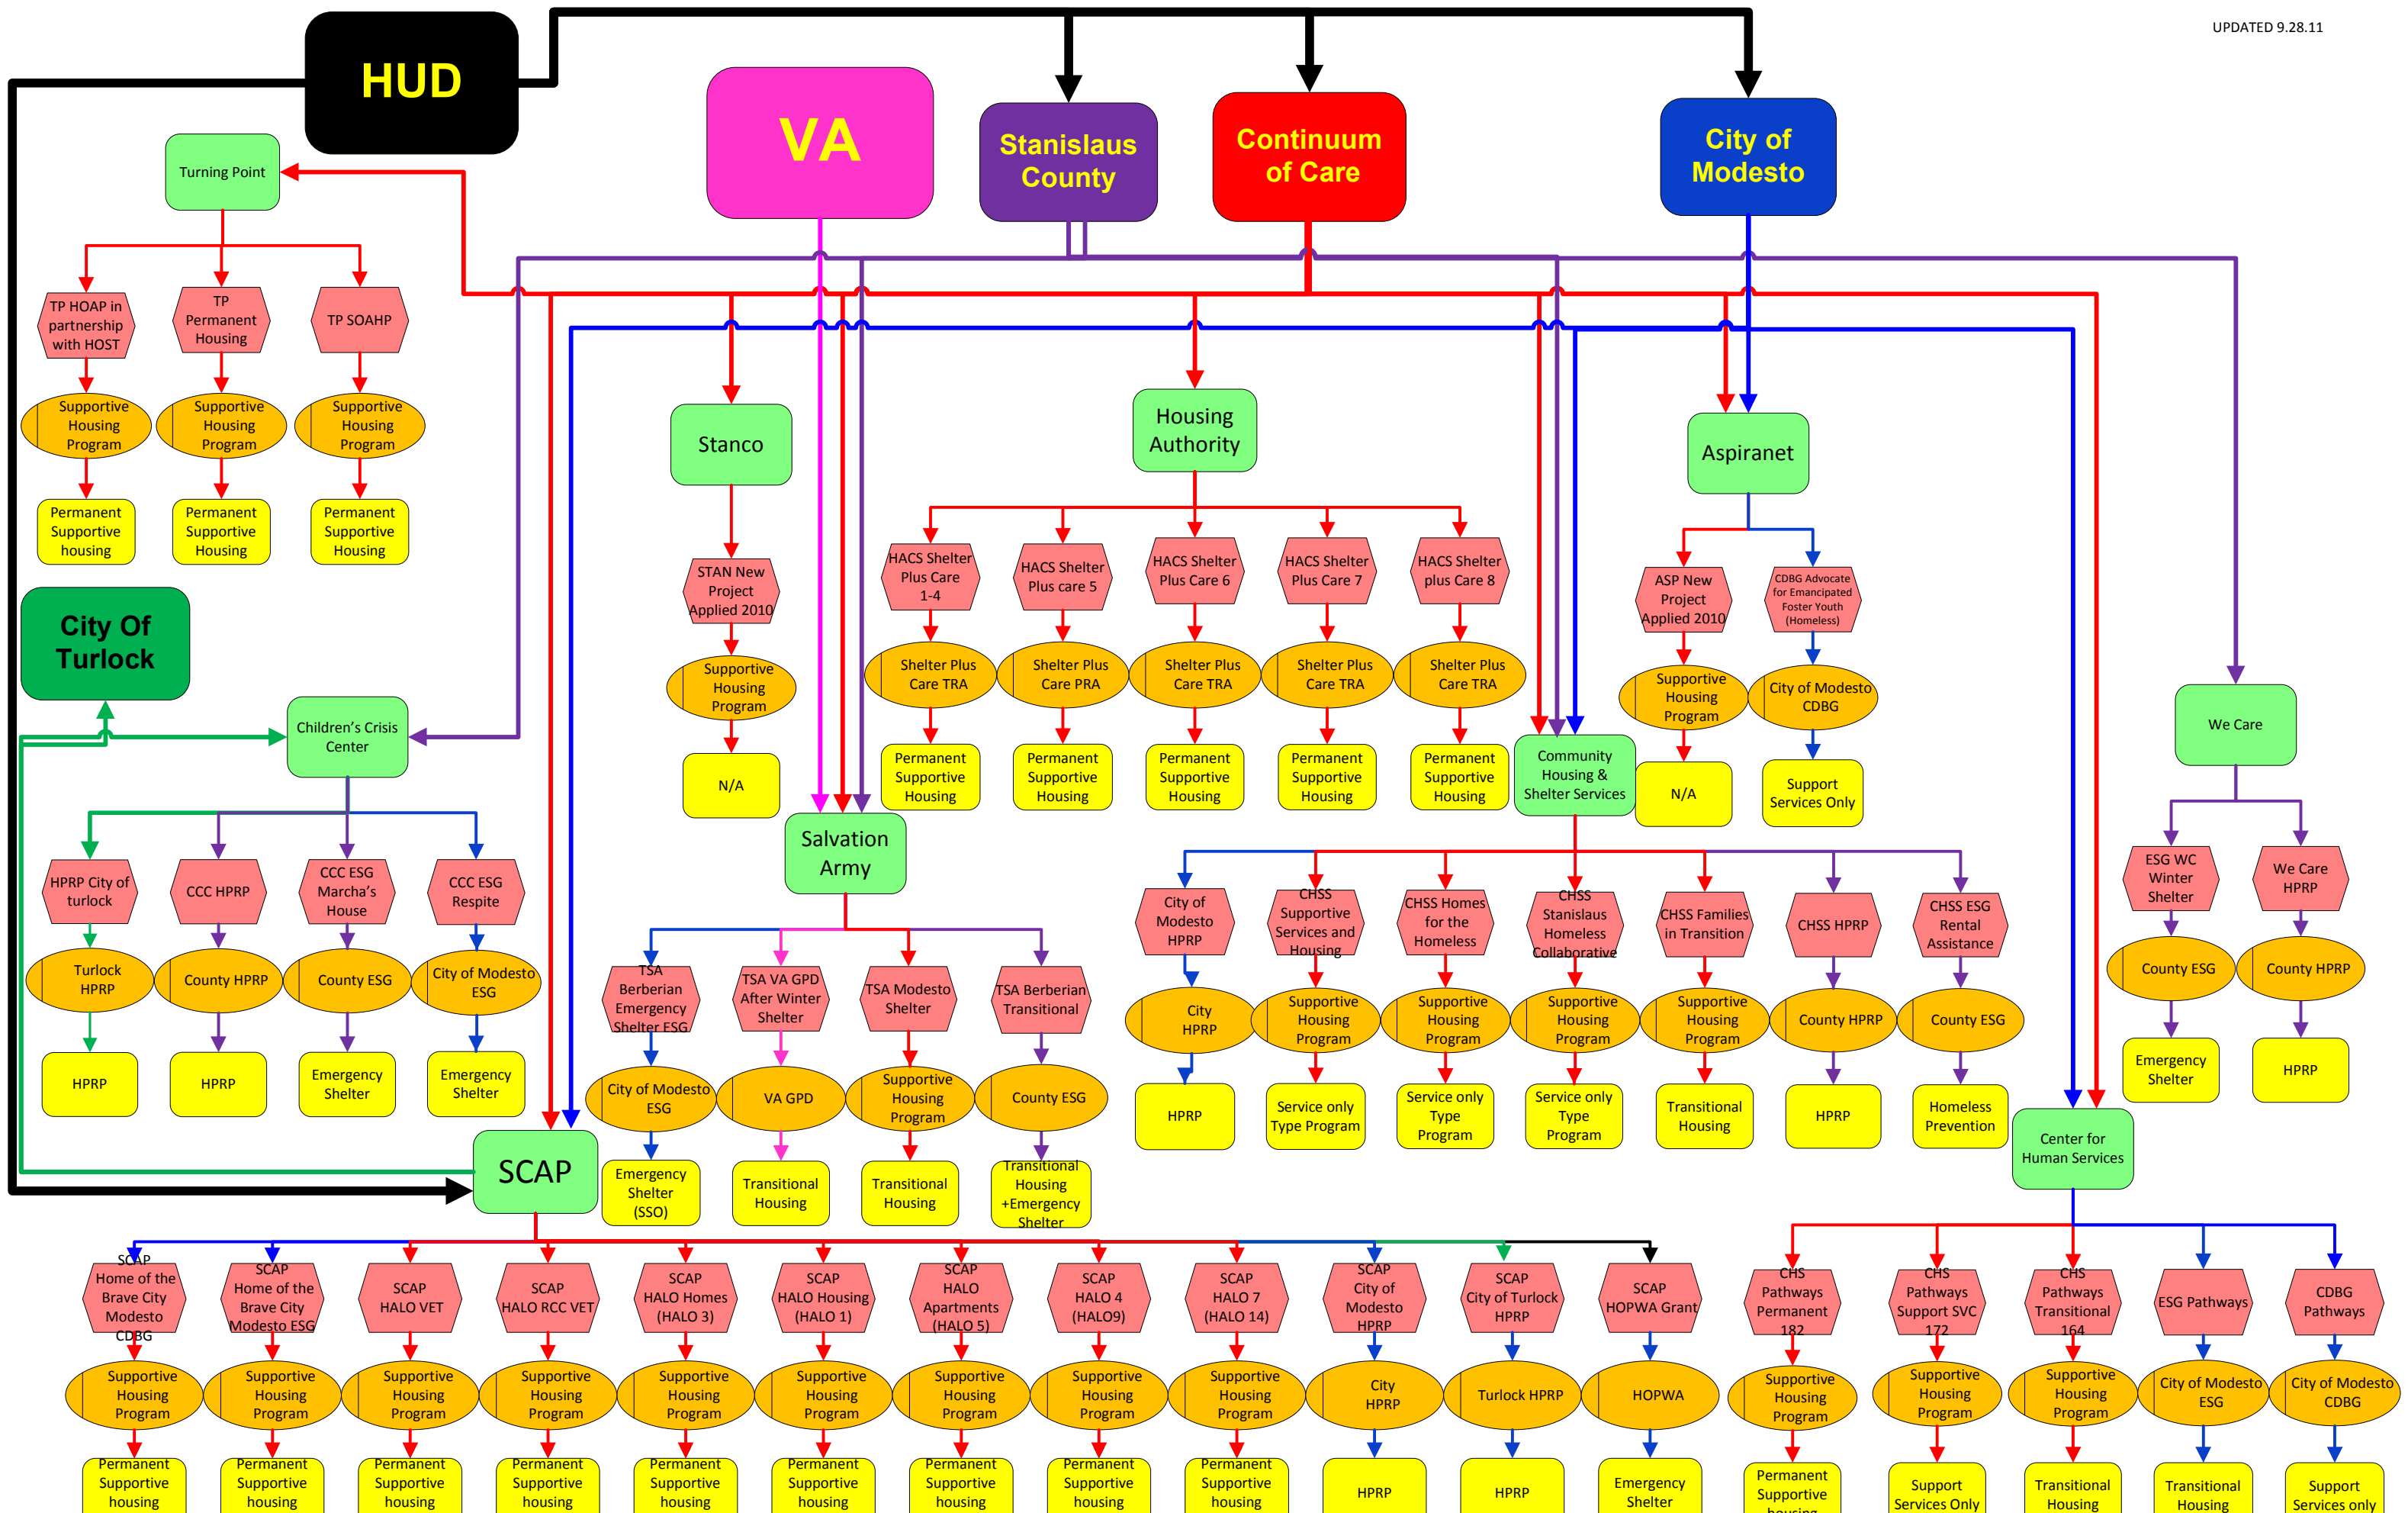 UPDATED 9.28.11
HUD
VA
Stanislaus
County
Continuum
of Care
City of
Modesto
Turning Point
TP HOAP in
partnership
with HOST
TP
Permanent
Housing
TP SOAHP
Supportive
Housing
Program
Supportive
Housing
Program
Supportive
Housing
Program
Permanent
Supportive
housing
Permanent
Supportive
Housing
Permanent
Supportive
Housing
Stanco
STAN New
Project
Applied 2010
Supportive
Housing
Program
N/A
Housing
Authority
HACS Shelter
Plus Care
1-4
HACS Shelter
Plus care 5
HACS Shelter
Plus Care 6
HACS Shelter
Plus Care 7
HACS Shelter
plus Care 8
Shelter Plus
Care TRA
Shelter Plus
Care PRA
Shelter Plus
Care TRA
Shelter Plus
Care TRA
Shelter Plus
Care TRA
Permanent
Supportive
Housing
Permanent
Supportive
Housing
Permanent
Supportive
Housing
Permanent
Supportive
Housing
Permanent
Supportive
Housing
Aspiranet
ASP New
Project
Applied 2010
CDBG Advocate
for Emancipated
Foster Youth
(Homeless)
Supportive
Housing
Program
City of Modesto
CDBG
N/A
Support
Services Only
City Of
Turlock
Children's Crisis
Center
HPRP City of
turlock
CCC HPRP
CCC ESG
Marcha's
House
CCC ESG
Respite
Turlock
HPRP
County HPRP
County ESG
City of Modesto
ESG
HPRP
HPRP
Emergency
Shelter
Emergency
Shelter
Salvation
Army
TSA
Berberian
Emergency
Shelter ESG
TSA VA GPD
After Winter
Shelter
TSA Modesto
Shelter
TSA Berberian
Transitional
City of Modesto
ESG
VA GPD
Supportive
Housing
Program
County ESG
Emergency
Shelter
(SSO)
Transitional
Housing
Transitional
Housing
Transitional
Housing
+Emergency
Shelter
Community
Housing &
Shelter Services
City of
Modesto
HPRP
CHSS
Supportive
Services and
Housing
CHSS Homes
for the
Homeless
CHSS
Stanislaus
Homeless
Collaborative
CHSS Families
in Transition
CHSS HPRP
CHSS ESG
Rental
Assistance
City
HPRP
Supportive
Housing
Program
Supportive
Housing
Program
Supportive
Housing
Program
Supportive
Housing
Program
County HPRP
County ESG
HPRP
Service only
Type Program
Service only
Type
Program
Service only
Type
Program
Transitional
Housing
HPRP
Homeless
Prevention
We Care
ESG WC
Winter
Shelter
We Care
HPRP
County ESG
County HPRP
Emergency
Shelter
HPRP
SCAP
SCAP
Home of the
Brave City
Modesto
CDBG
SCAP
Home of the
Brave City
Modesto ESG
SCAP
HALO VET
SCAP
HALO RCC VET
SCAP
HALO Homes
(HALO 3)
SCAP
HALO Housing
(HALO 1)
SCAP
HALO
Apartments
(HALO 5)
SCAP
HALO 4
(HALO9)
SCAP
HALO 7
(HALO 14)
SCAP
City of
Modesto
HPRP
SCAP
City of Turlock
HPRP
SCAP
HOPWA Grant
Supportive
Housing
Program
Supportive
Housing
Program
Supportive
Housing
Program
Supportive
Housing
Program
Supportive
Housing
Program
Supportive
Housing
Program
Supportive
Housing
Program
Supportive
Housing
Program
Supportive
Housing
Program
City
HPRP
Turlock HPRP
HOPWA
Permanent
Supportive
housing
Permanent
Supportive
housing
Permanent
Supportive
housing
Permanent
Supportive
housing
Permanent
Supportive
housing
Permanent
Supportive
housing
Permanent
Supportive
housing
Permanent
Supportive
housing
Permanent
Supportive
housing
HPRP
HPRP
Emergency
Shelter
Center for
Human Services
CHS
Pathways
Permanent
182
CHS
Pathways
Support SVC
172
CHS
Pathways
Transitional
164
ESG Pathways
CDBG
Pathways
Supportive
Housing
Program
Supportive
Housing
Program
Supportive
Housing
Program
City of Modesto
ESG
City of Modesto
CDBG
Permanent
Supportive
housing
Support
Services Only
Transitional
Housing
Transitional
Housing
Support
Services only